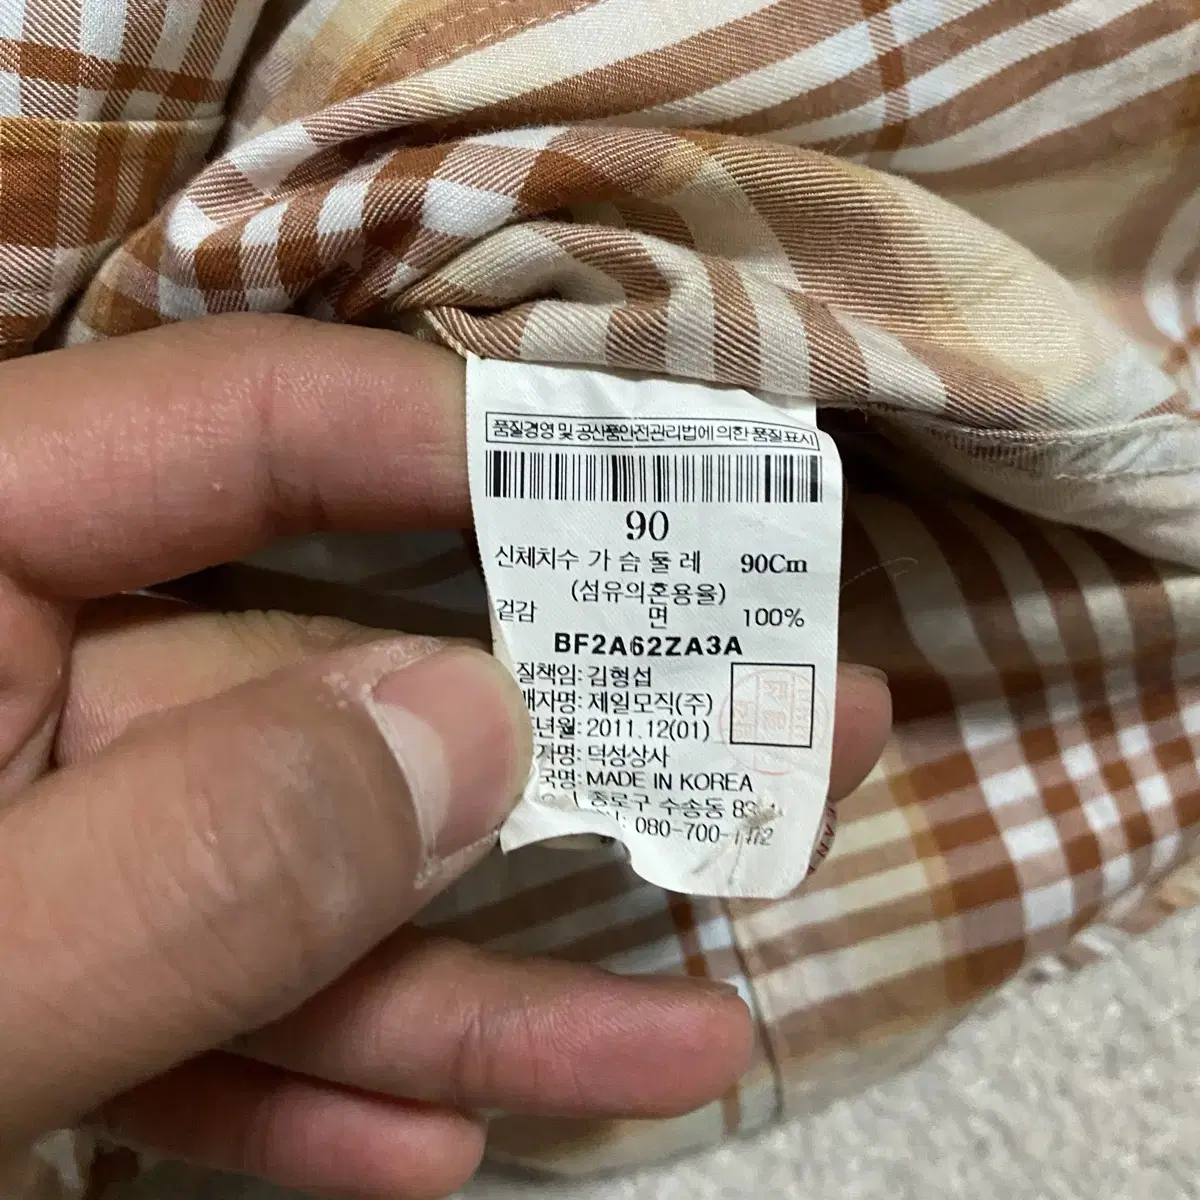 품질경영 및 공산품안전관리법에 의한 품질표시
90
신체치수 가슴둘레 90Cm
(섬유의혼용율)
겉감 면 100%
BF2A62ZA3A
질책임: 김형섭
매자명: 제일모직(주)
년월: 2011.12(01)
자명: 덕성상사
국명: MADE IN KOREA
종로구 수송동
080-700-